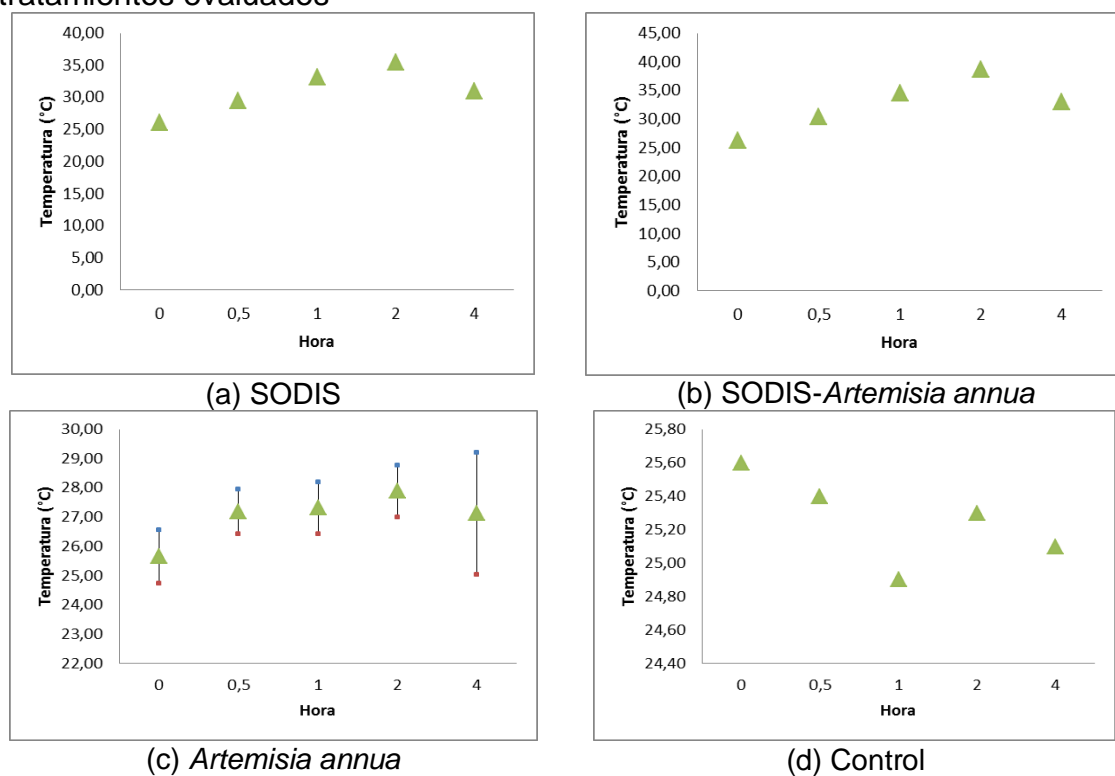 tratamientos evaluados
40,00
35,00
30,00
25,00
20,00
15,00
10,00
5,00
0,00
Temperatura (°C)
0 0,5 1 2 4
Hora
(a) SODIS
45,00
40,00
35,00
30,00
25,00
20,00
15,00
10,00
5,00
0,00
Temperatura (°C)
0 0,5 1 2 4
Hora
(b) SODIS-Artemisia annua
30,00
29,00
28,00
27,00
26,00
25,00
24,00
23,00
22,00
Temperatura (°C)
0 0,5 1 2 4
Hora
(c) Artemisia annua
25,80
25,60
25,40
25,20
25,00
24,80
24,60
24,40
Temperatura (°C)
0 0,5 1 2 4
Hora
(d) Control